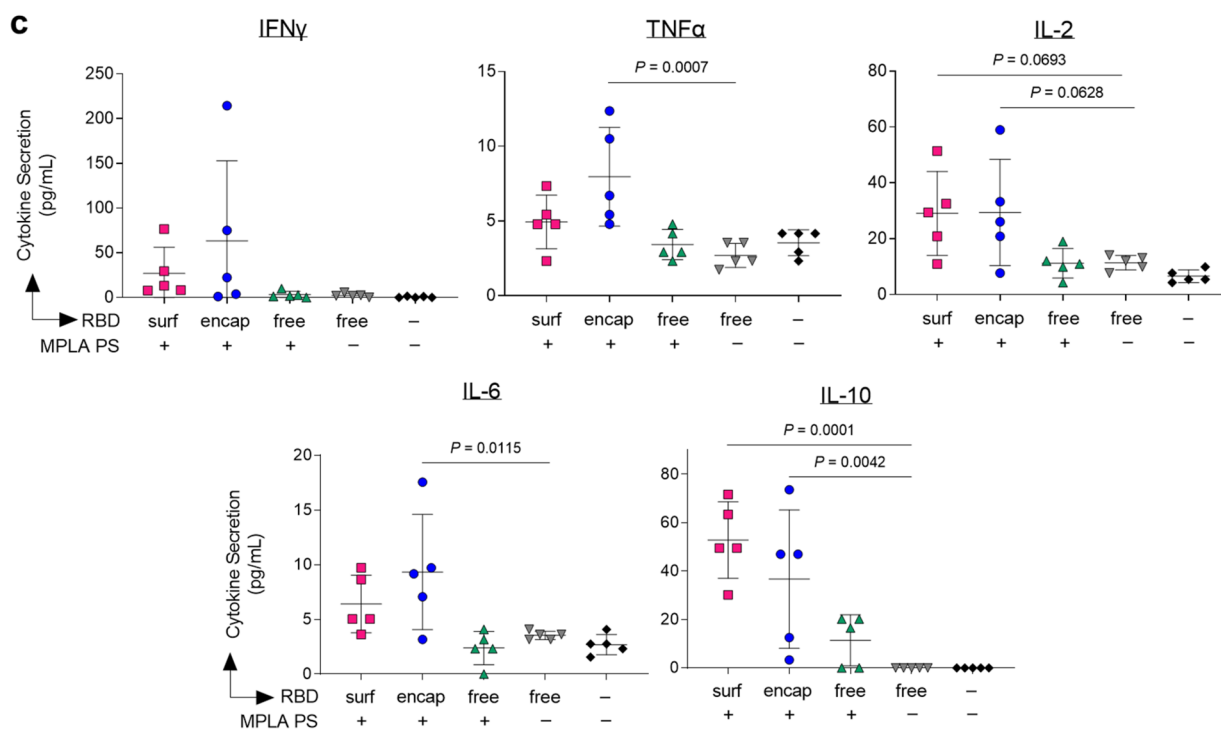 c
IFNγ
TNFα
IL-2
Cytokine Secretion
(pg/mL)
250
200
150
100
50
0
RBD surf encap free free –
MPLA PS + + + – –
15
10
5
0
P = 0.0007
surf encap free free –
+ + + – –
80
60
40
20
0
P = 0.0693
P = 0.0628
surf encap free free –
+ + + – –
IL-6
IL-10
Cytokine Secretion
(pg/mL)
20
15
10
5
0
P = 0.0115
RBD surf encap free free –
MPLA PS + + + – –
80
60
40
20
0
P = 0.0001
P = 0.0042
surf encap free free –
+ + + – –